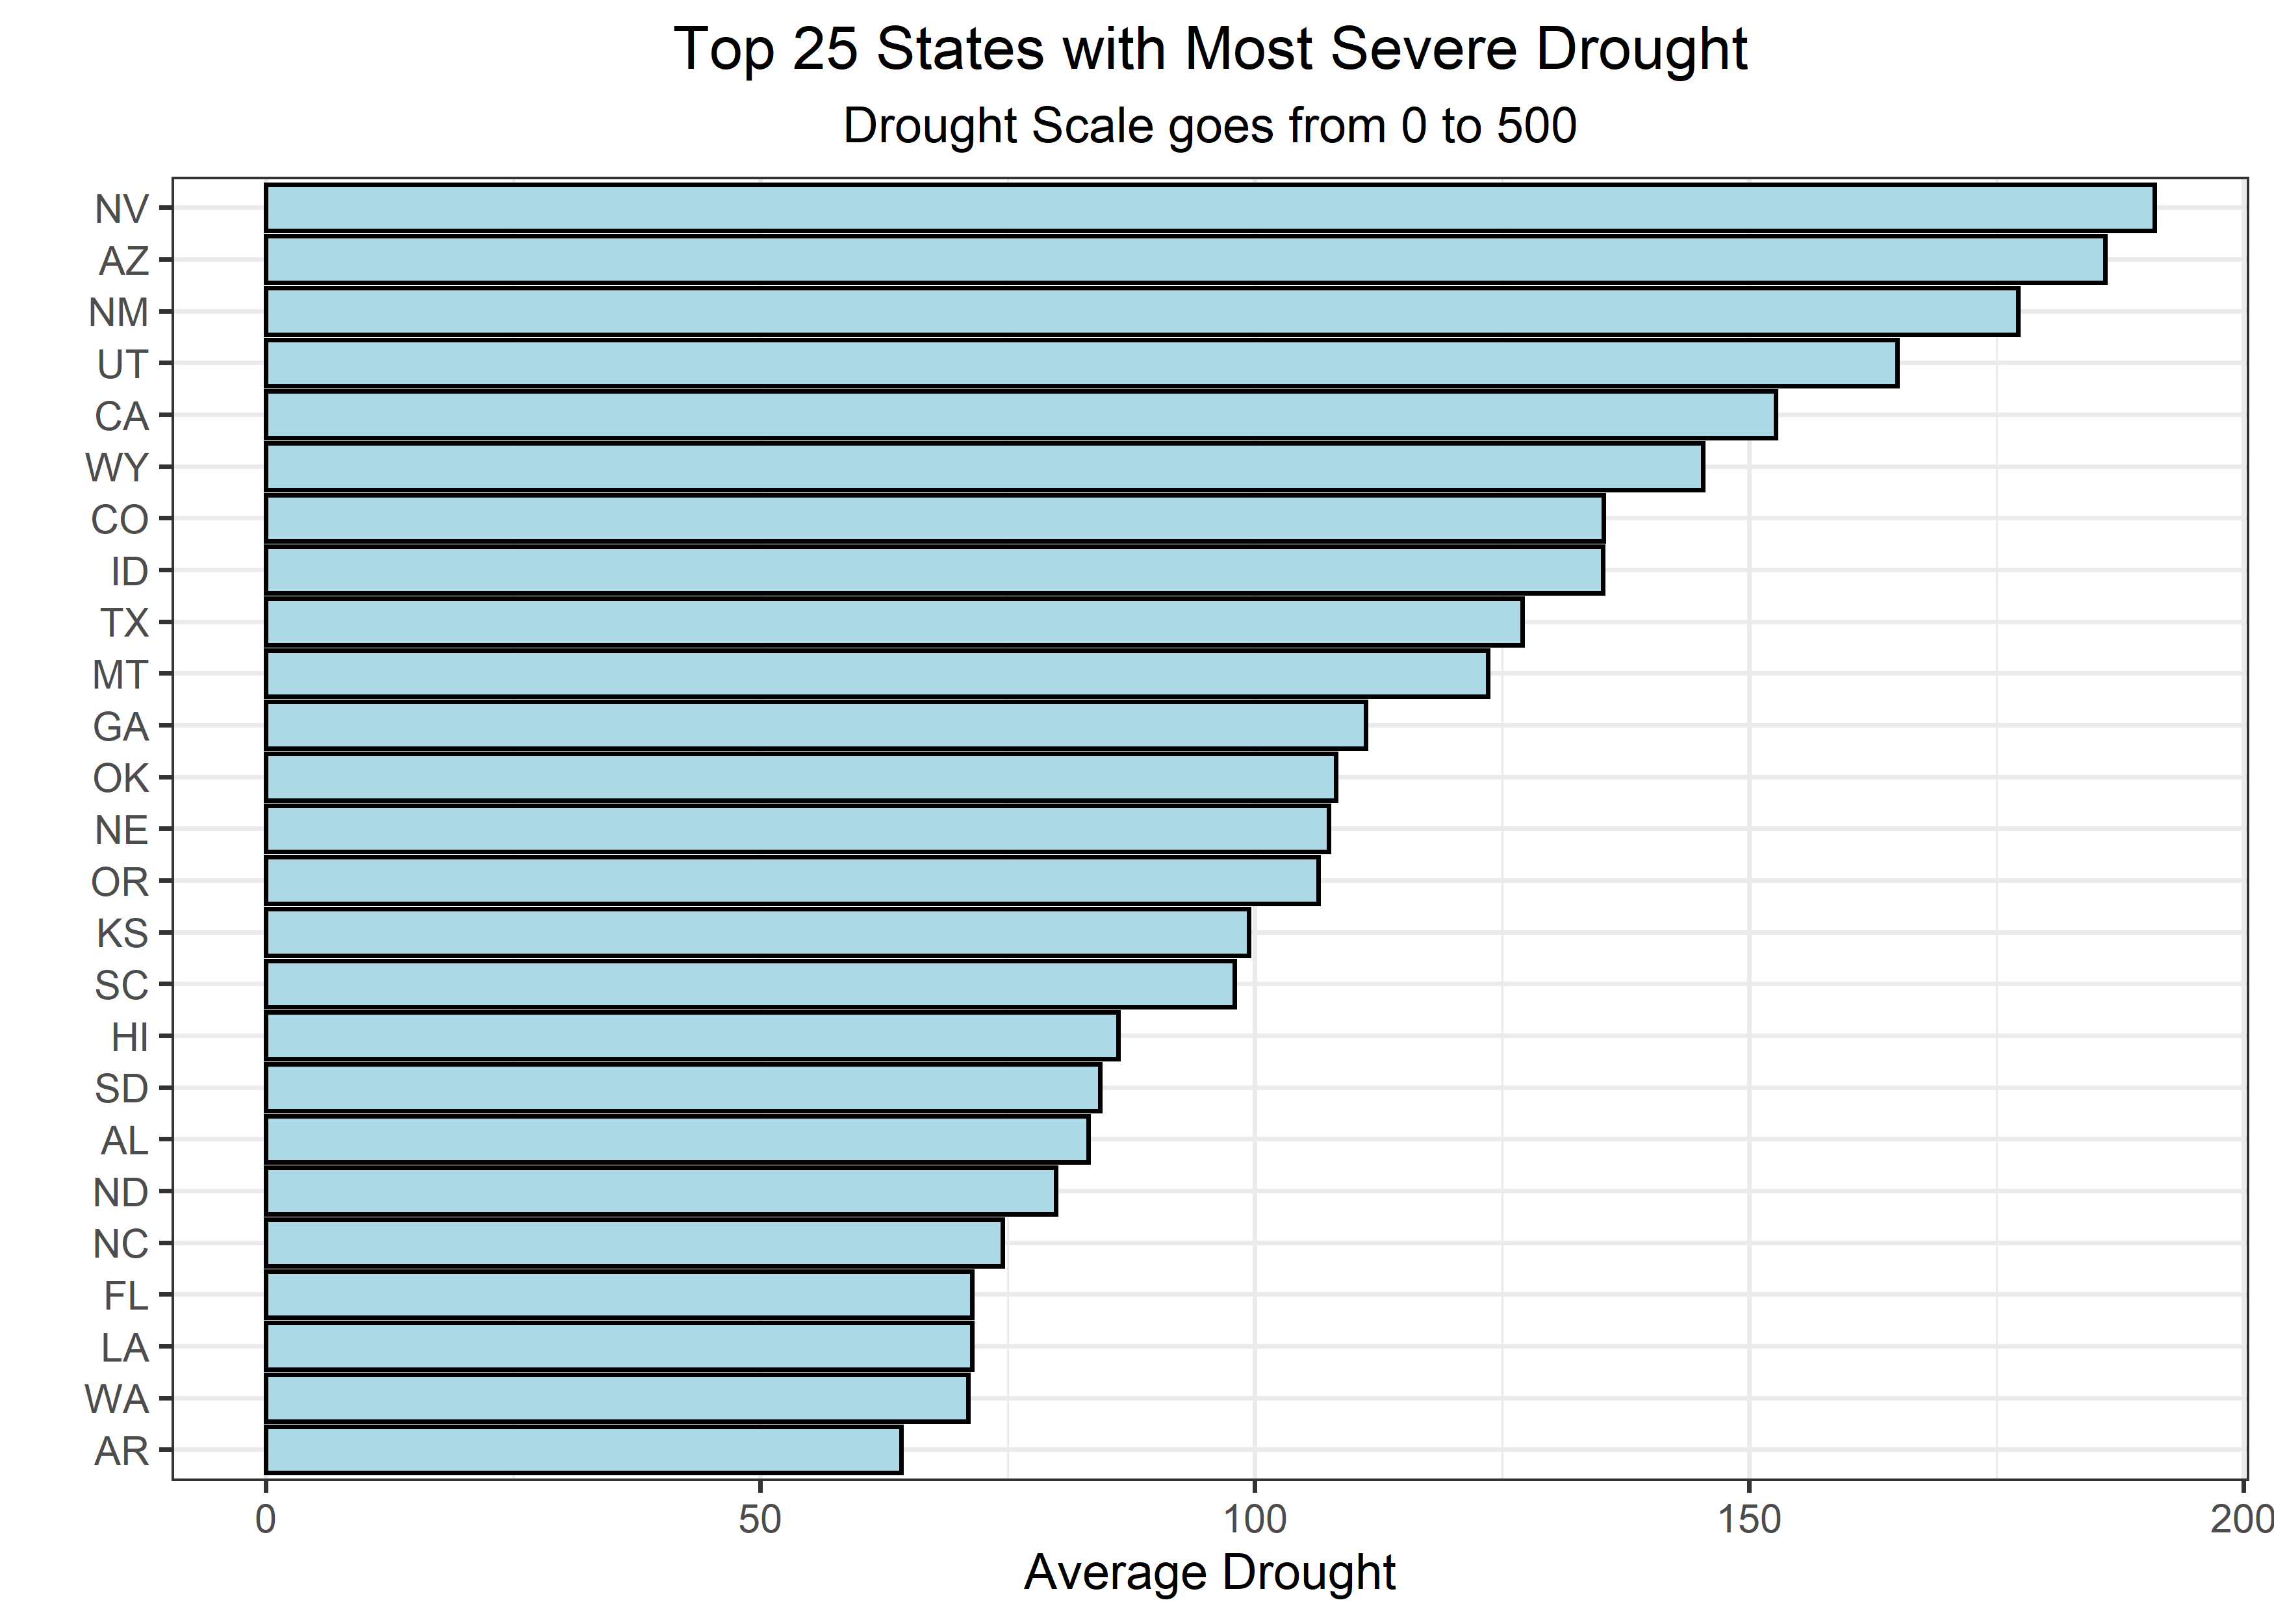 Top 25 States with Most Severe Drought
Drought Scale goes from 0 to 500
NV
AZ
NM
UT
CA
WY
CO
ID
TX
MT
GA
OK
NE
OR
KS
SC
HI
SD
AL
ND
NC
FL
LA
WA
AR
0 50 100 150 200
Average Drought